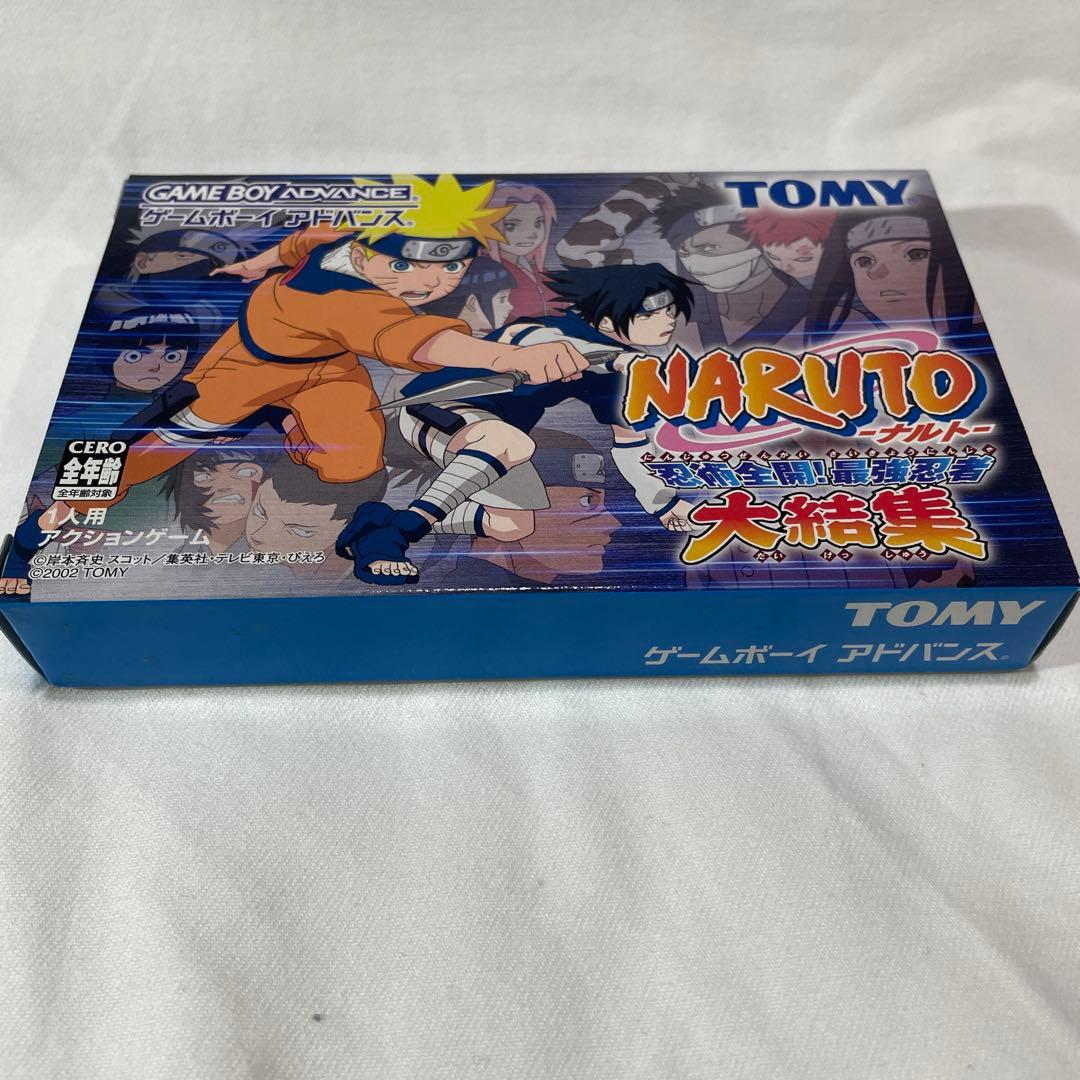 GAME BOY ADVANCE
ゲームボーイ アドバンス
TOMY
NARUTO
-ナルト-
にんじゅつぜんかい さいきょうにんじゃ
忍術全開!最強忍者
大結集
だい けっ しゅう
CERO
全年齢
全年齢対象
1人用
アクションゲーム
©岸本斉史 スコット/集英社・テレビ東京・ぴえろ
©2002 TOMY
TOMY
ゲームボーイ アドバンス